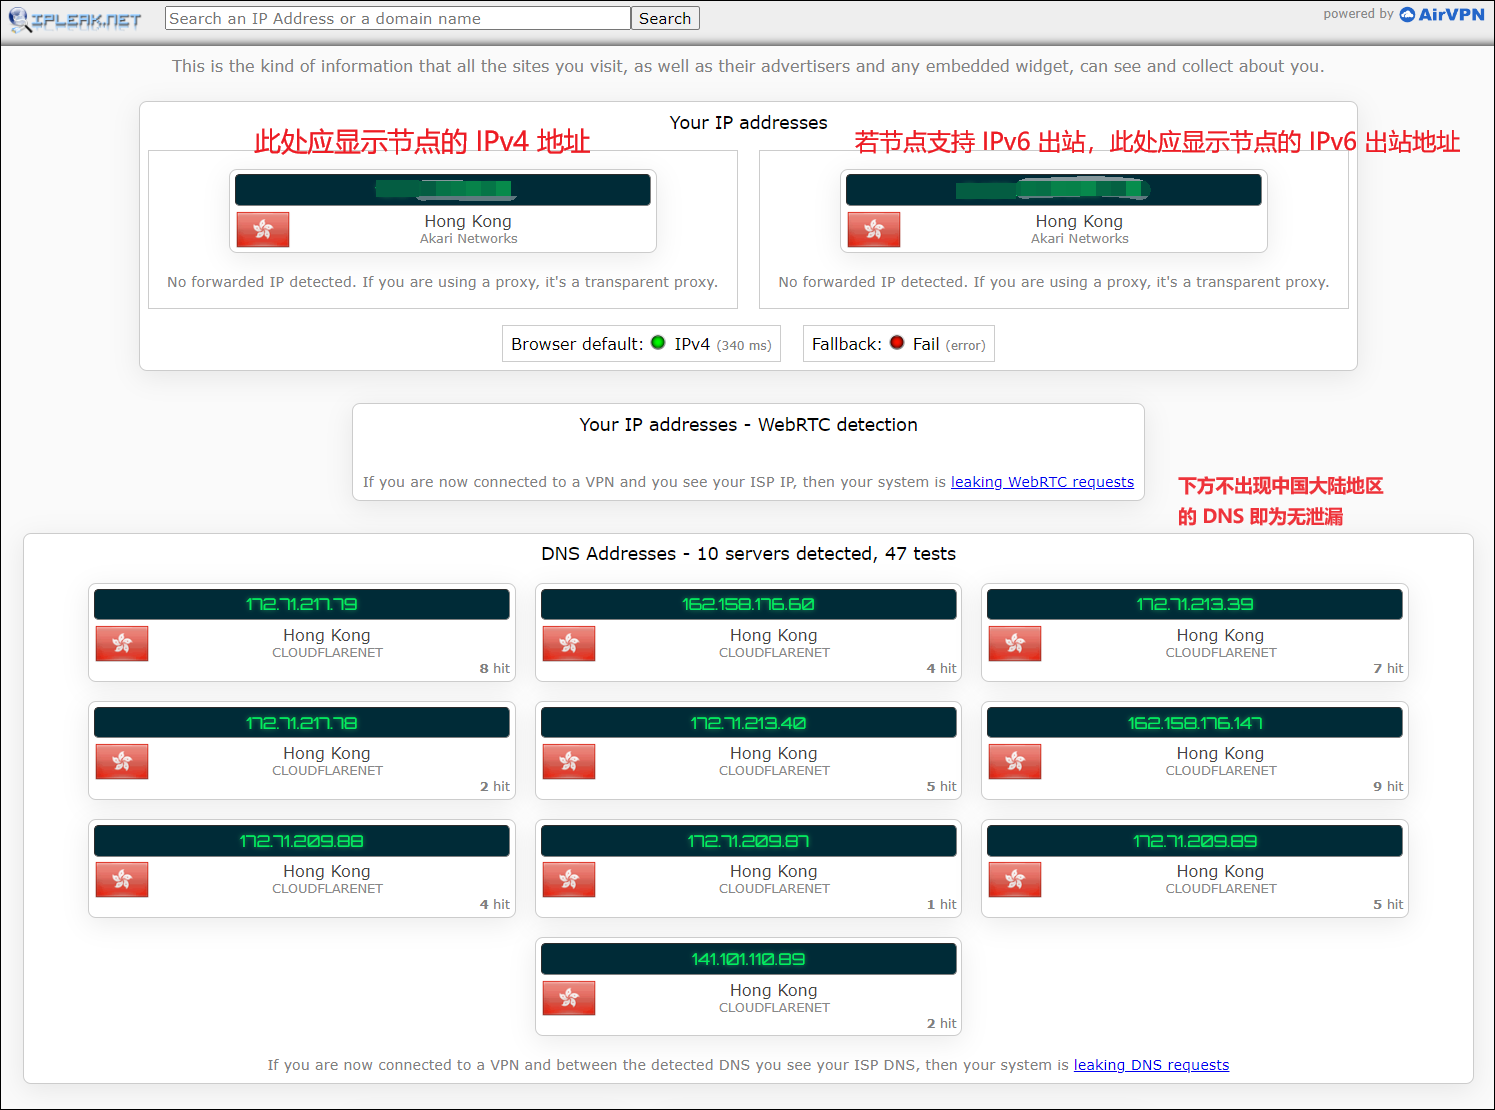 IPLEAK.NET
Search an IP Address or a domain name
Search
powered by AirVPN
This is the kind of information that all the sites you visit, as well as their advertisers and any embedded widget, can see and collect about you.
Your IP addresses
此处应显示节点的 IPv4 地址
若节点支持 IPv6 出站，此处应显示节点的 IPv6 出站地址
Hong Kong
Akari Networks
No forwarded IP detected. If you are using a proxy, it's a transparent proxy.
Hong Kong
Akari Networks
No forwarded IP detected. If you are using a proxy, it's a transparent proxy.
Browser default: IPv4 (340 ms)
Fallback: Fail (error)
Your IP addresses - WebRTC detection
If you are now connected to a VPN and you see your ISP IP, then your system is leaking WebRTC requests
下方不出现中国大陆地区
的 DNS 即为无泄漏
DNS Addresses - 10 servers detected, 47 tests
172.71.217.79
Hong Kong
CLOUDFLARENET
8 hit
162.158.176.60
Hong Kong
CLOUDFLARENET
4 hit
172.71.213.39
Hong Kong
CLOUDFLARENET
7 hit
172.71.217.78
Hong Kong
CLOUDFLARENET
2 hit
172.71.213.40
Hong Kong
CLOUDFLARENET
5 hit
162.158.176.147
Hong Kong
CLOUDFLARENET
9 hit
172.71.209.88
Hong Kong
CLOUDFLARENET
4 hit
172.71.209.87
Hong Kong
CLOUDFLARENET
1 hit
172.71.209.89
Hong Kong
CLOUDFLARENET
5 hit
141.101.110.89
Hong Kong
CLOUDFLARENET
2 hit
If you are now connected to a VPN and between the detected DNS you see your ISP DNS, then your system is leaking DNS requests